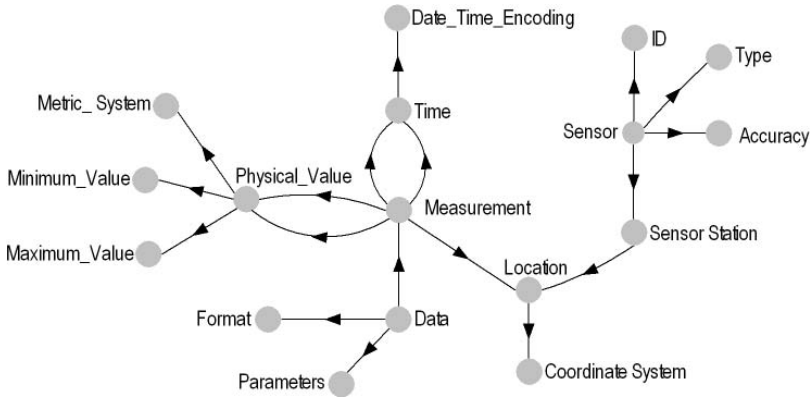 Date_Time_Encoding
ID
Type
Metric_ System
Time
Sensor
Accuracy
Minimum_Value
Physical_Value
Measurement
Sensor Station
Maximum_Value
Location
Format
Data
Coordinate System
Parameters